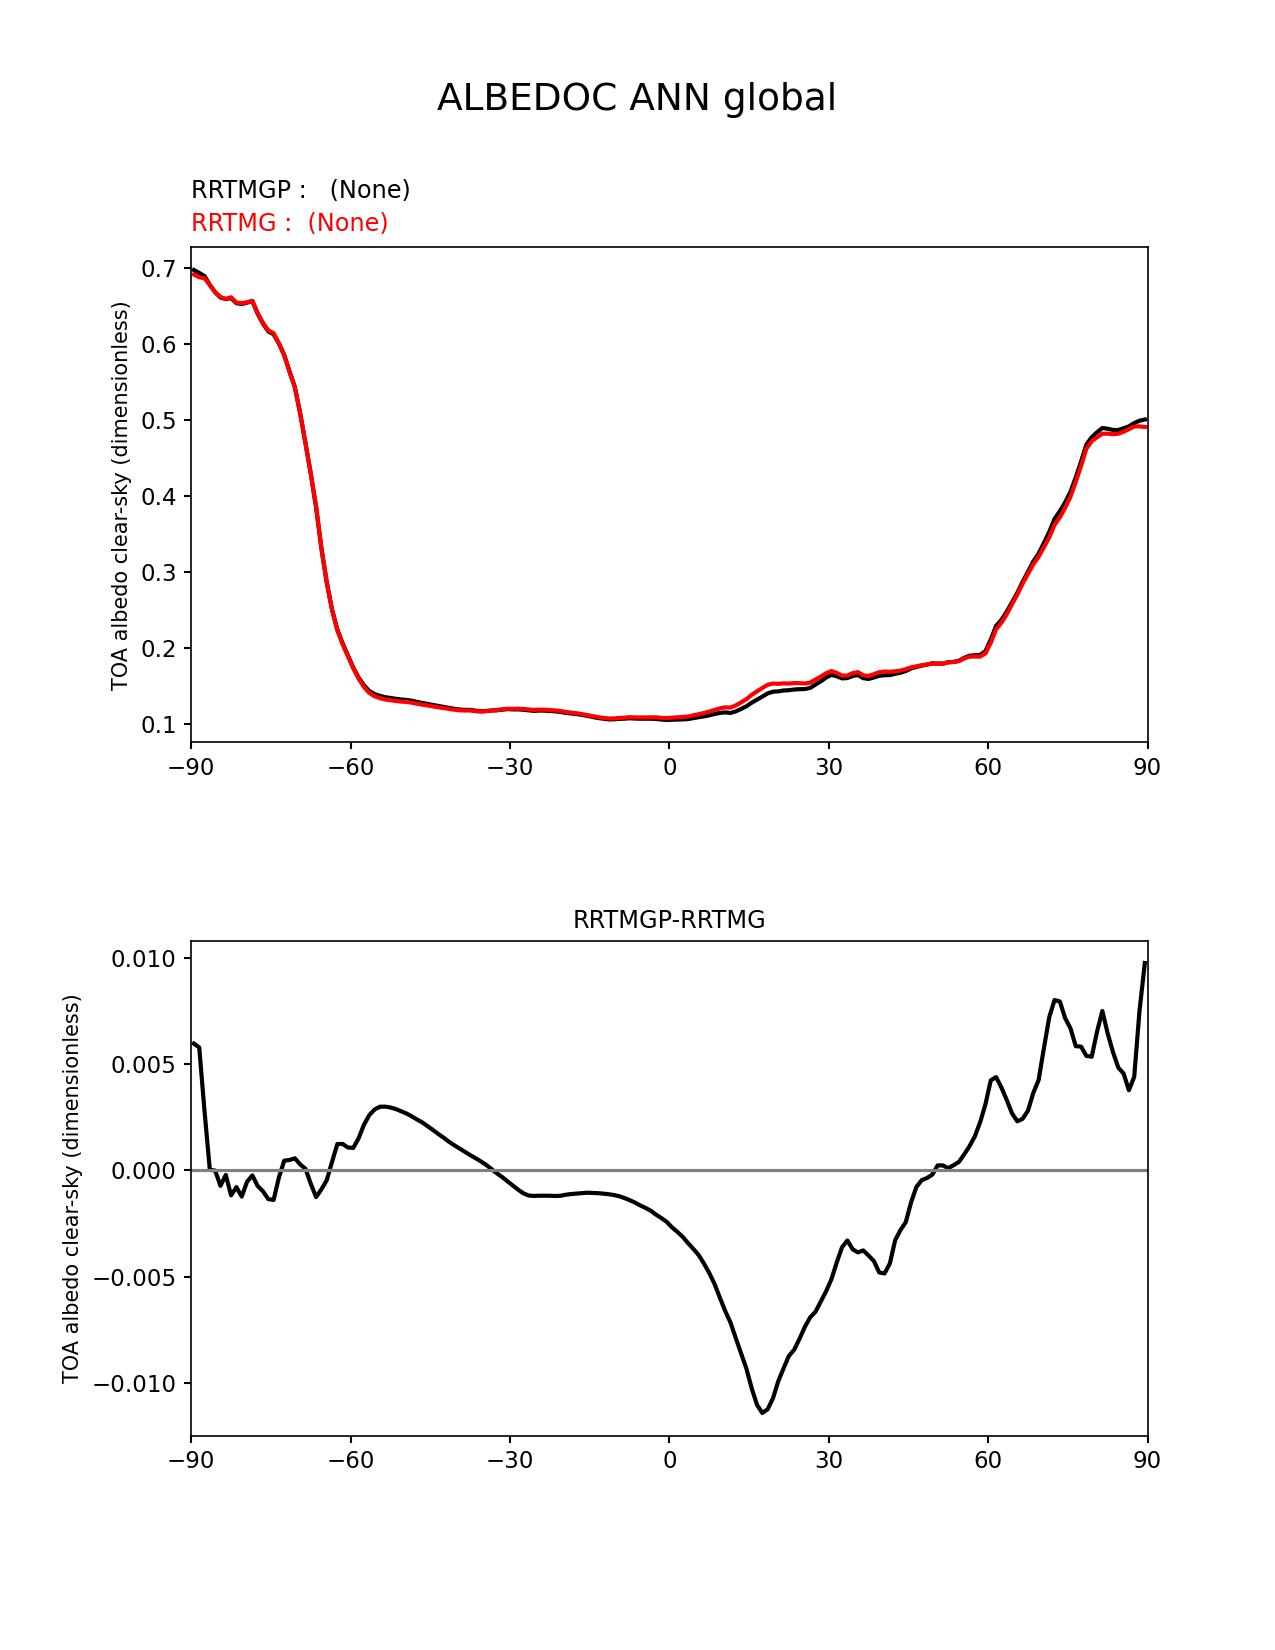 ALBEDOC ANN global
RRTMGP :   (None)
RRTMG :  (None)
TOA albedo clear-sky (dimensionless)
0.7
0.6
0.5
0.4
0.3
0.2
0.1
−90 −60 −30 0 30 60 90
RRTMGP-RRTMG
TOA albedo clear-sky (dimensionless)
0.010
0.005
0.000
−0.005
−0.010
−90 −60 −30 0 30 60 90